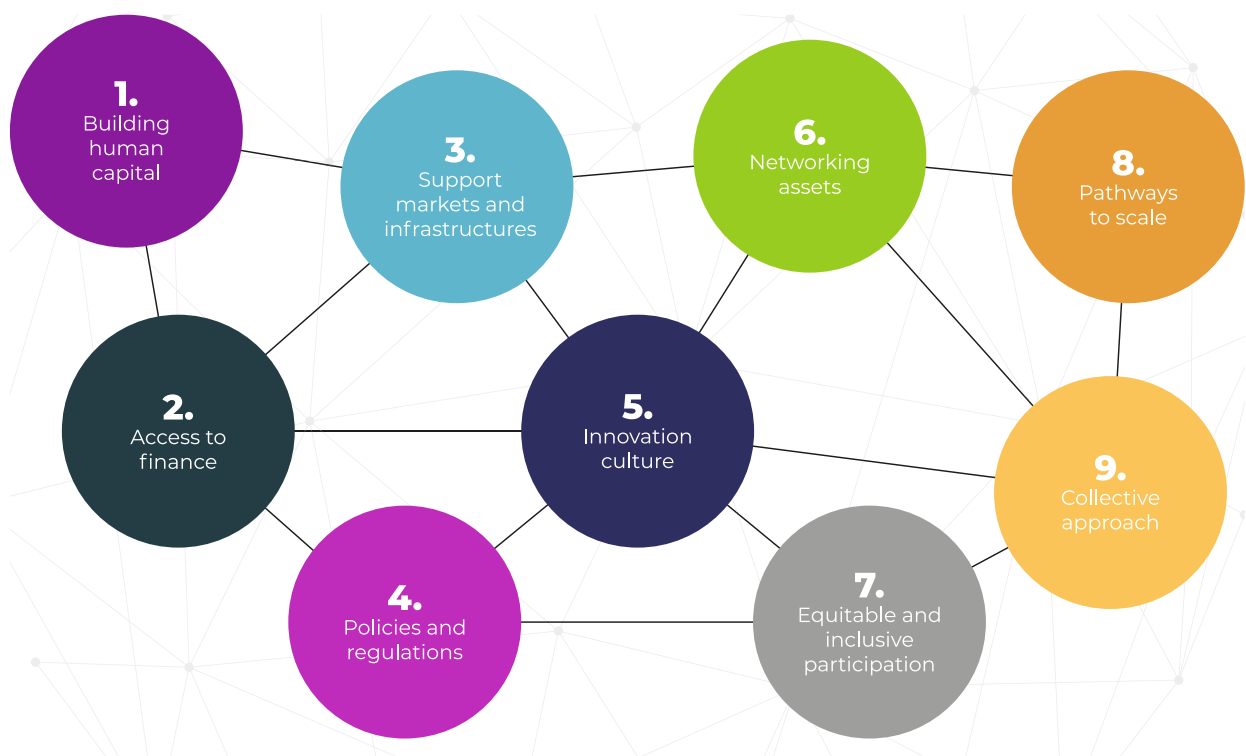 1.
Building
human
capital
2.
Access to
finance
3.
Support
markets and
infrastructures
4.
Policies and
regulations
5.
Innovation
culture
6.
Networking
assets
7.
Equitable and
inclusive
participation
8.
Pathways
to scale
9.
Collective
approach